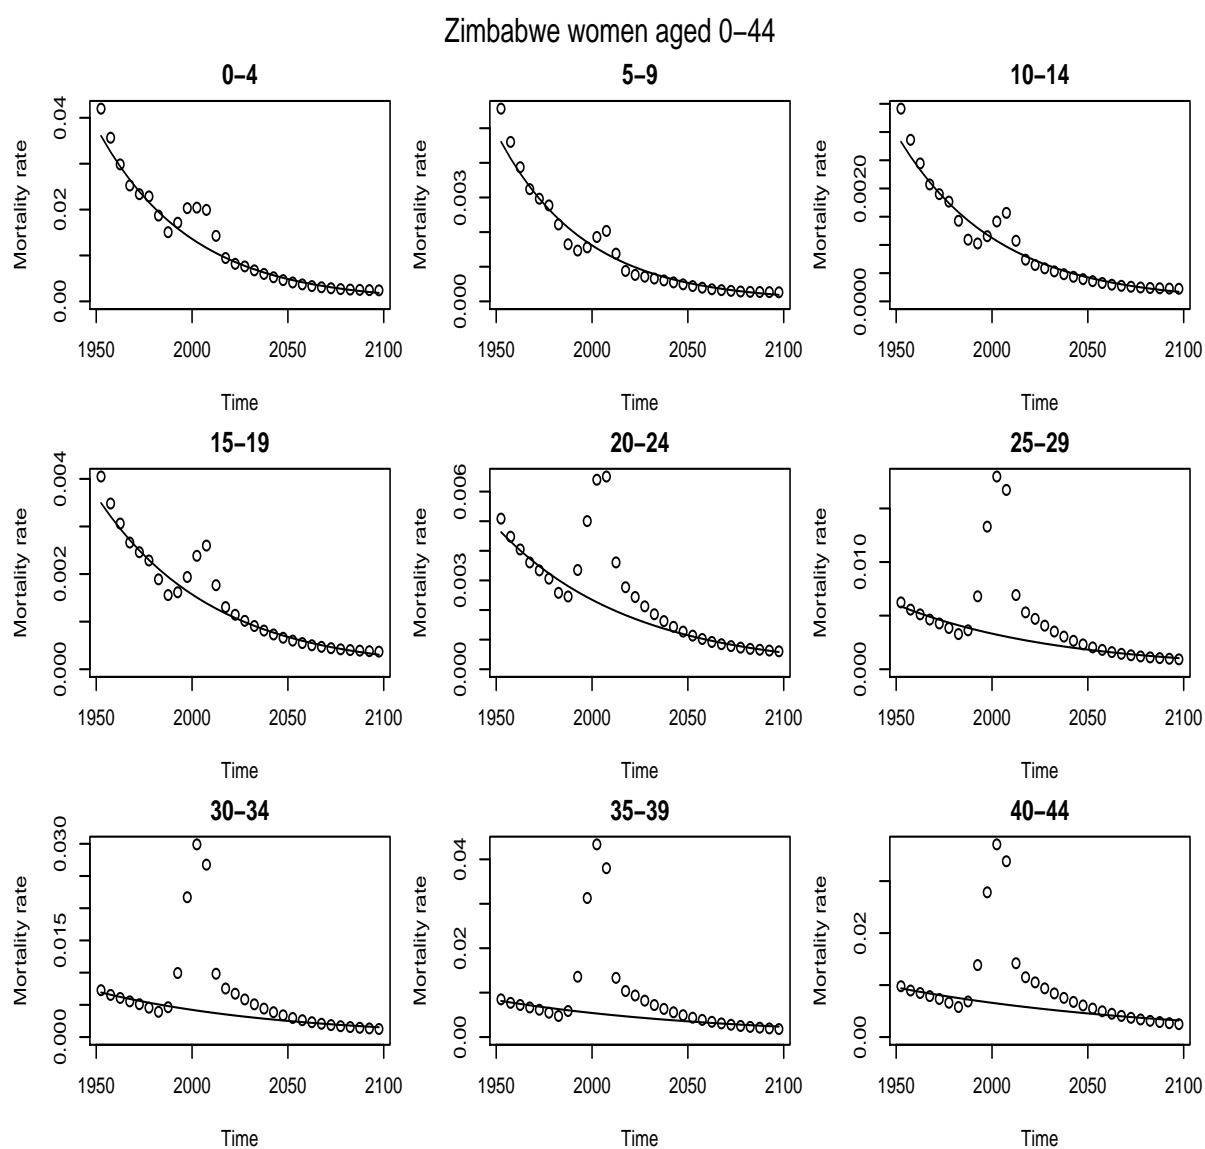 Zimbabwe women aged 0−44
0−4
5−9
10−14
Mortality rate
0.00 0.02 0.04
1950 2000 2050 2100
Time
Mortality rate
0.000 0.003
1950 2000 2050 2100
Time
Mortality rate
0.0000 0.0020
1950 2000 2050 2100
Time
15−19
20−24
25−29
Mortality rate
0.000 0.002 0.004
1950 2000 2050 2100
Time
Mortality rate
0.000 0.003 0.006
1950 2000 2050 2100
Time
Mortality rate
0.000 0.010
1950 2000 2050 2100
Time
30−34
35−39
40−44
Mortality rate
0.000 0.015 0.030
1950 2000 2050 2100
Time
Mortality rate
0.00 0.02 0.04
1950 2000 2050 2100
Time
Mortality rate
0.00 0.02
1950 2000 2050 2100
Time